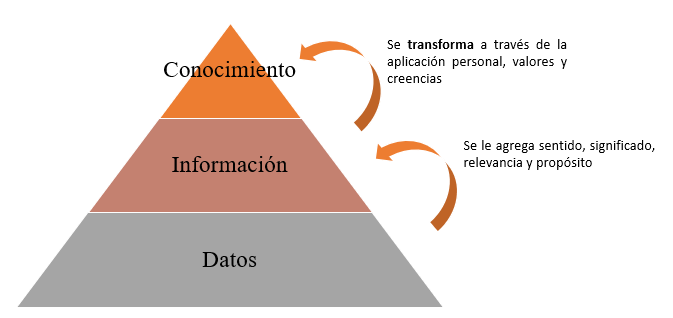 Conocimiento
Se transforma a través de la
aplicación personal, valores y
creencias
Información
Se le agrega sentido, significado,
relevancia y propósito
Datos